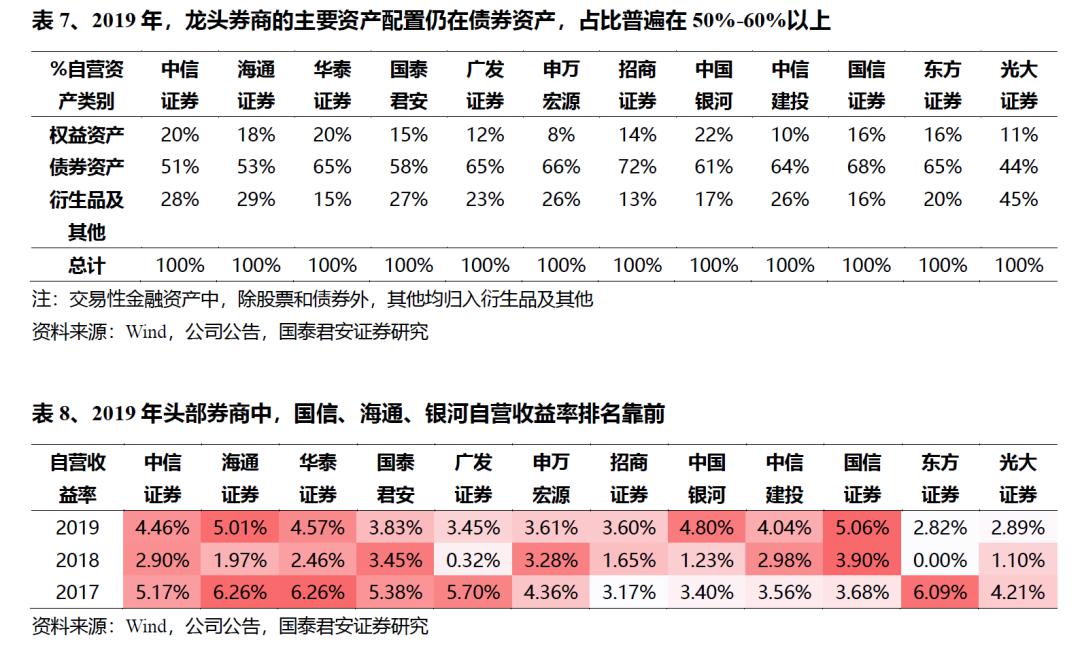 表 7、2019 年，龙头券商的主要资产配置仍在债券资产，占比普遍在 50%-60%以上
%自营资 中信 海通 华泰 国泰 广发 申万 招商 中国 中信 国信 东方 光大
产类别 证券 证券 证券 君安 证券 宏源 证券 银河 建投 证券 证券 证券
权益资产 20% 18% 20% 15% 12% 8% 14% 22% 10% 16% 16% 11%
债券资产 51% 53% 65% 58% 65% 66% 72% 61% 64% 68% 65% 44%
衍生品及 28% 29% 15% 27% 23% 26% 13% 17% 26% 16% 20% 45%
其他
总计 100% 100% 100% 100% 100% 100% 100% 100% 100% 100% 100% 100%
注：交易性金融资产中，除股票和债券外，其他均归入衍生品及其他
资料来源：Wind，公司公告，国泰君安证券研究
表 8、2019 年头部券商中，国信、海通、银河自营收益率排名靠前
自营收 中信 海通 华泰 国泰 广发 申万 招商 中国 中信 国信 东方 光大
益率 证券 证券 证券 君安 证券 宏源 证券 银河 建投 证券 证券 证券
2019 4.46% 5.01% 4.57% 3.83% 3.45% 3.61% 3.60% 4.80% 4.04% 5.06% 2.82% 2.89%
2018 2.90% 1.97% 2.46% 3.45% 0.32% 3.28% 1.65% 1.23% 2.98% 3.90% 0.00% 1.10%
2017 5.17% 6.26% 6.26% 5.38% 5.70% 4.36% 3.17% 3.40% 3.56% 3.68% 6.09% 4.21%
资料来源：Wind，公司公告，国泰君安证券研究